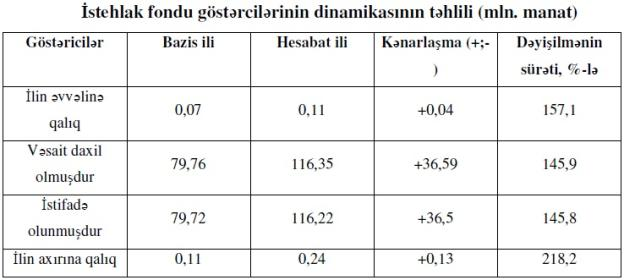 İstehlak fondu göstərcilərinin dinamikasının təhlili (mln. manat)
Göstəricilər Bazis ili Hesabat ili Kənarlaşma (+;- Dəyişilmənin
) sürəti, %-lə
İlin əvvəlinə
qalıq 0,07 0,11 +0,04 157,1
Vəsait daxil
olmuşdur 79,76 116,35 +36,59 145,9
İstifadə
olunmuşdur 79,72 116,22 +36,5 145,8
İlin axırına qalıq 0,11 0,24 +0,13 218,2